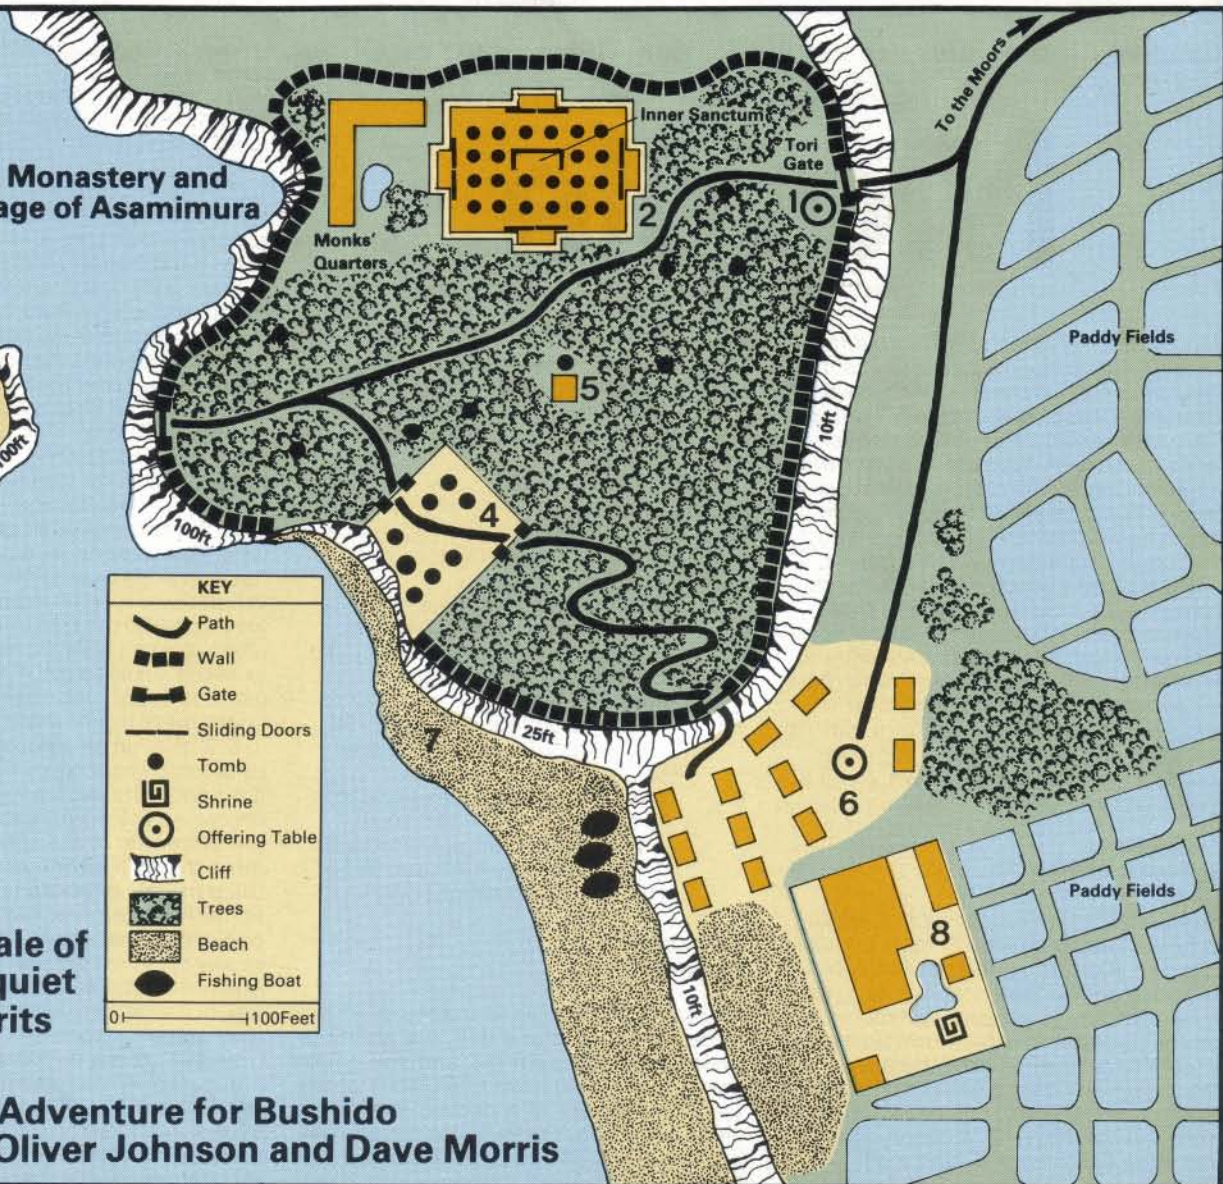 To the Moors
Inner Sanctum
Tori
Gate
1
2
Monastery and
age of Asamimura
Monks'
Quarters
Paddy Fields
5
10ft
100ft
4
100ft
KEY
Path
Wall
Gate
Sliding Doors
Tomb
Shrine
Offering Table
Cliff
Trees
Beach
Fishing Boat
0 100Feet
7
25ft
6
Paddy Fields
8
10ft
ale of
quiet
rits
Adventure for Bushido
Oliver Johnson and Dave Morris